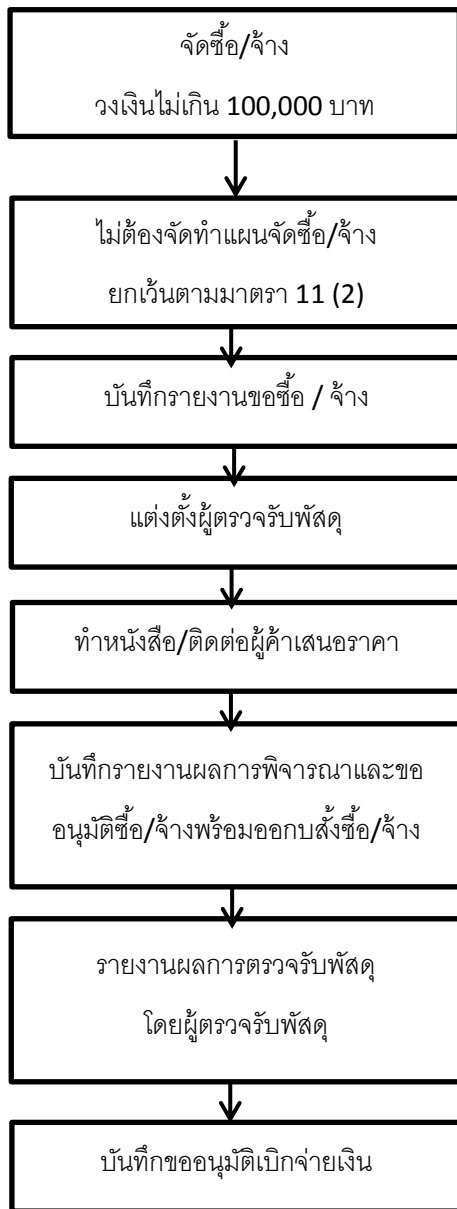 จัดซื้อ/จ้าง
วงเงินไม่เกิน 100,000 บาท
ไม่ต้องจัดทำแผนจัดซื้อ/จ้าง
ยกเว้นตามมาตรา 11 (2)
บันทึกรายงานขอซื้อ / จ้าง
แต่งตั้งผู้ตรวจรับพัสดุ
ทำหนังสือ/ติดต่อผู้ค้าเสนอราคา
บันทึกรายงานผลการพิจารณาและขอ
อนุมัติซื้อ/จ้างพร้อมออกบสั้งซื้อ/จ้าง
รายงานผลการตรวจรับพัสดุ
โดยผู้ตรวจรับพัสดุ
บันทึกขออนุมัติเบิกจ่ายเงิน